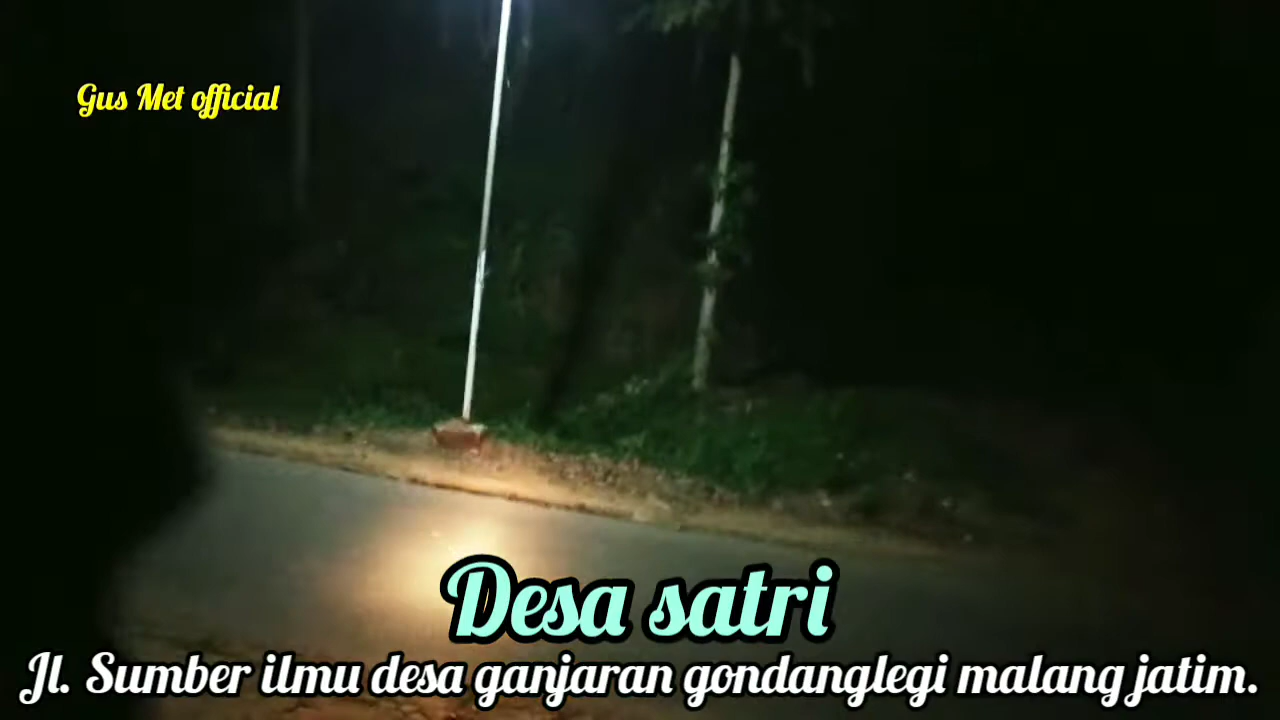 Gus Met official
Desa satri
Jl. Sumber ilmu desa ganjaran gondanglegi malang jatim.